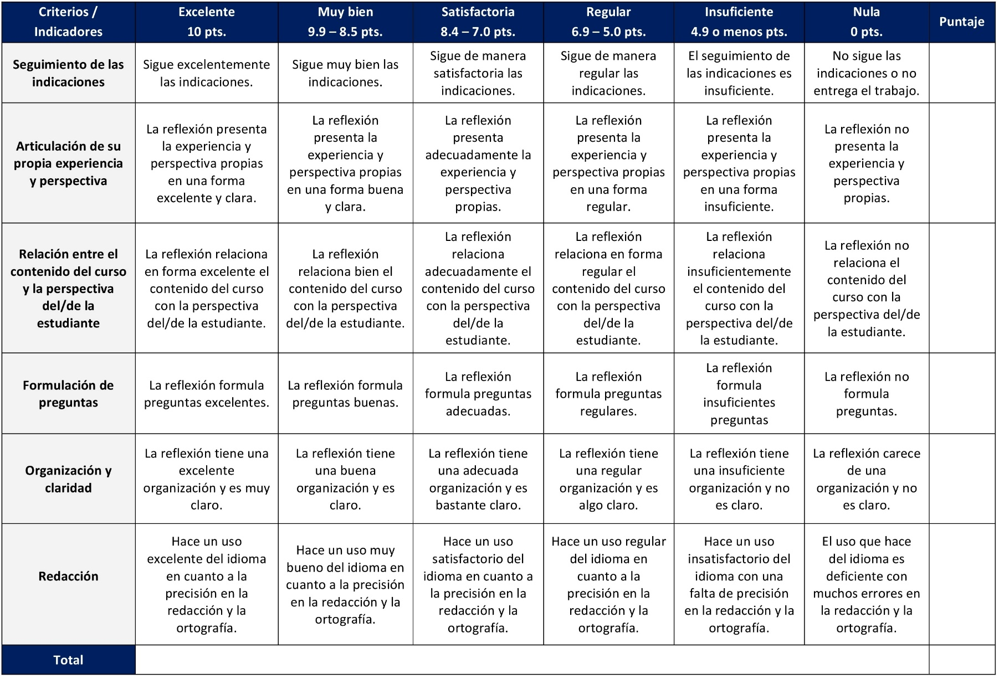 Criterios /
Indicadores
Excelente
10 pts.
Muy bien
9.9 – 8.5 pts.
Satisfactoria
8.4 – 7.0 pts.
Regular
6.9 – 5.0 pts.
Insuficiente
4.9 o menos pts.
Nula
0 pts.
Puntaje
Seguimiento de las
indicaciones
Sigue excelentemente
las indicaciones.
Sigue muy bien las
indicaciones.
Sigue de manera
satisfactoria las
indicaciones.
Sigue de manera
regular las
indicaciones.
El seguimiento de
las indicaciones es
insuficiente.
No sigue las
indicaciones o no
entrega el trabajo.
Articulación de su
propia experiencia
y perspectiva
La reflexión presenta
la experiencia y
perspectiva propias
en una forma
excelente y clara.
La reflexión
presenta la
experiencia y
perspectiva propias
en una forma buena
y clara.
La reflexión
presenta
adecuadamente la
experiencia y
perspectiva
propias.
La reflexión
presenta la
experiencia y
perspectiva propias
en una forma
regular.
La reflexión
presenta la
experiencia y
perspectiva propias
en una forma
insuficiente.
La reflexión no
presenta la
experiencia y
perspectiva
propias.
Relación entre el
contenido del curso
y la perspectiva
del/de la
estudiante
La reflexión relaciona
en forma excelente el
contenido del curso
con la perspectiva
del/de la estudiante.
La reflexión
relaciona bien el
contenido del curso
con la perspectiva
del/de la estudiante.
La reflexión
relaciona
adecuadamente el
contenido del curso
con la perspectiva
del/de la
estudiante.
La reflexión
relaciona en forma
regular el
contenido del curso
con la perspectiva
del/de la
estudiante.
La reflexión
relaciona
insuficientemente
el contenido del
curso con la
perspectiva del/de
la estudiante.
La reflexión no
relaciona el
contenido del
curso con la
perspectiva del/de
la estudiante.
Formulación de
preguntas
La reflexión formula
preguntas excelentes.
La reflexión formula
preguntas buenas.
La reflexión
formula preguntas
adecuadas.
La reflexión
formula preguntas
regulares.
La reflexión
formula
insuficientes
preguntas
La reflexión no
formula
preguntas.
Organización y
claridad
La reflexión tiene una
excelente
organización y es muy
claro.
La reflexión tiene
una buena
organización y es
claro.
La reflexión tiene
una adecuada
organización y es
bastante claro.
La reflexión tiene
una regular
organización y es
algo claro.
La reflexión tiene
una insuficiente
organización y no
es claro.
La reflexión carece
de una
organización y no
es claro.
Redacción
Hace un uso
excelente del idioma
en cuanto a la
precisión en la
redacción y la
ortografía.
Hace un uso muy
bueno del idioma en
cuanto a la precisión
en la redacción y la
ortografía.
Hace un uso
satisfactorio del
idioma en cuanto a
la precisión en la
redacción y la
ortografía.
Hace un uso regular
del idioma en
cuanto a la
precisión en la
redacción y la
ortografía.
Hace un uso
insatisfactorio del
idioma con una
falta de precisión
en la redacción y la
ortografía.
El uso que hace
del idioma es
deficiente con
muchos errores en
la redacción y la
ortografía.
Total